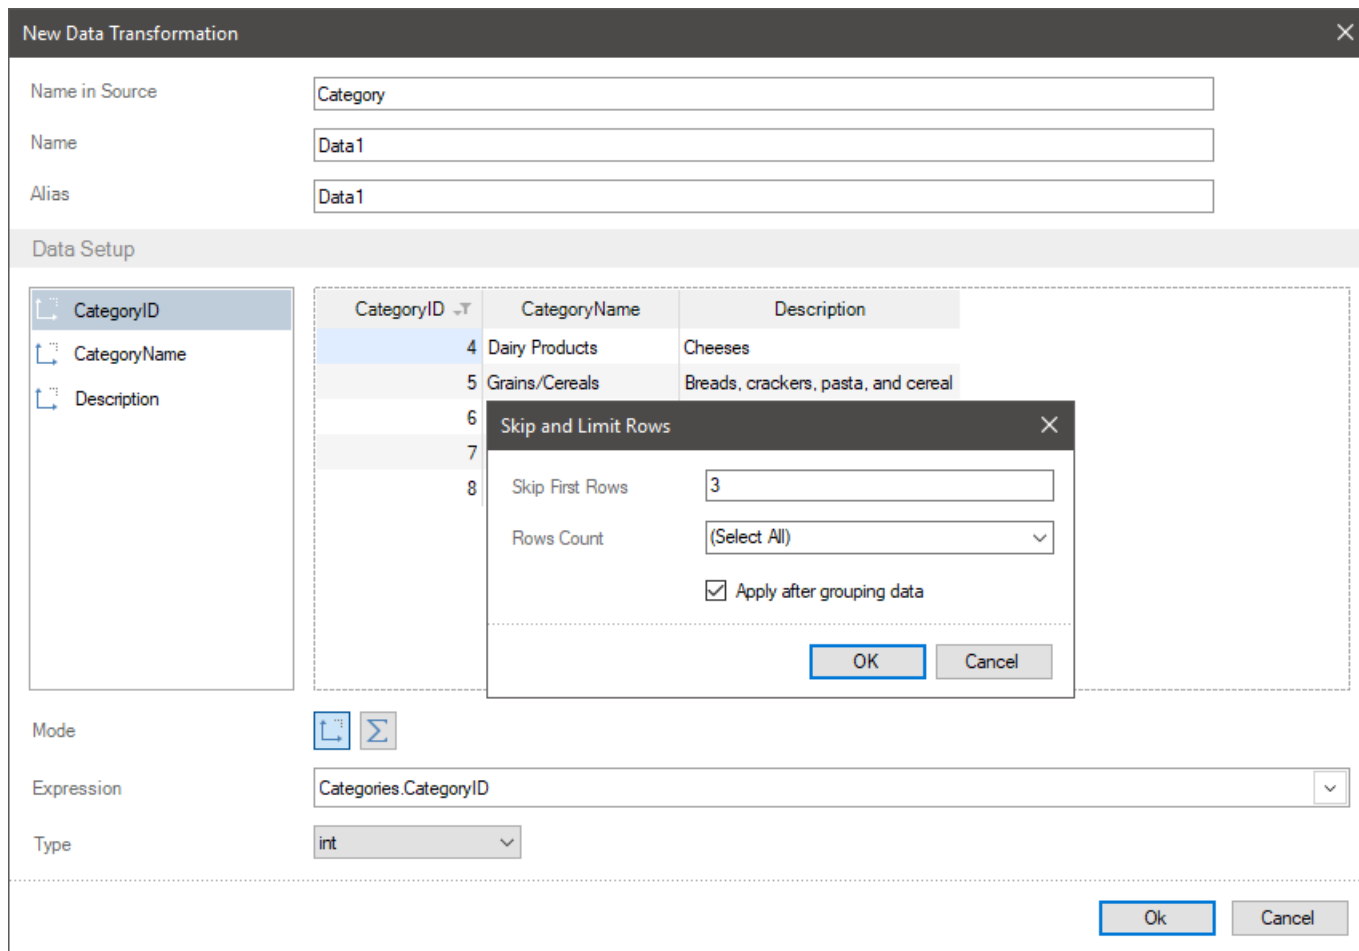 New Data Transformation
Name in Source
Category
Name
Data1
Alias
Data1
Data Setup
CategoryID
CategoryName
Description
CategoryID CategoryName Description
4 Dairy Products Cheeses
5 Grains/Cereals Breads, crackers, pasta, and cereal
6
7
8
Skip and Limit Rows
Skip First Rows
3
Rows Count
(Select All)
Apply after grouping data
OK Cancel
Mode
Expression
Categories.CategoryID
Type
int
Ok Cancel